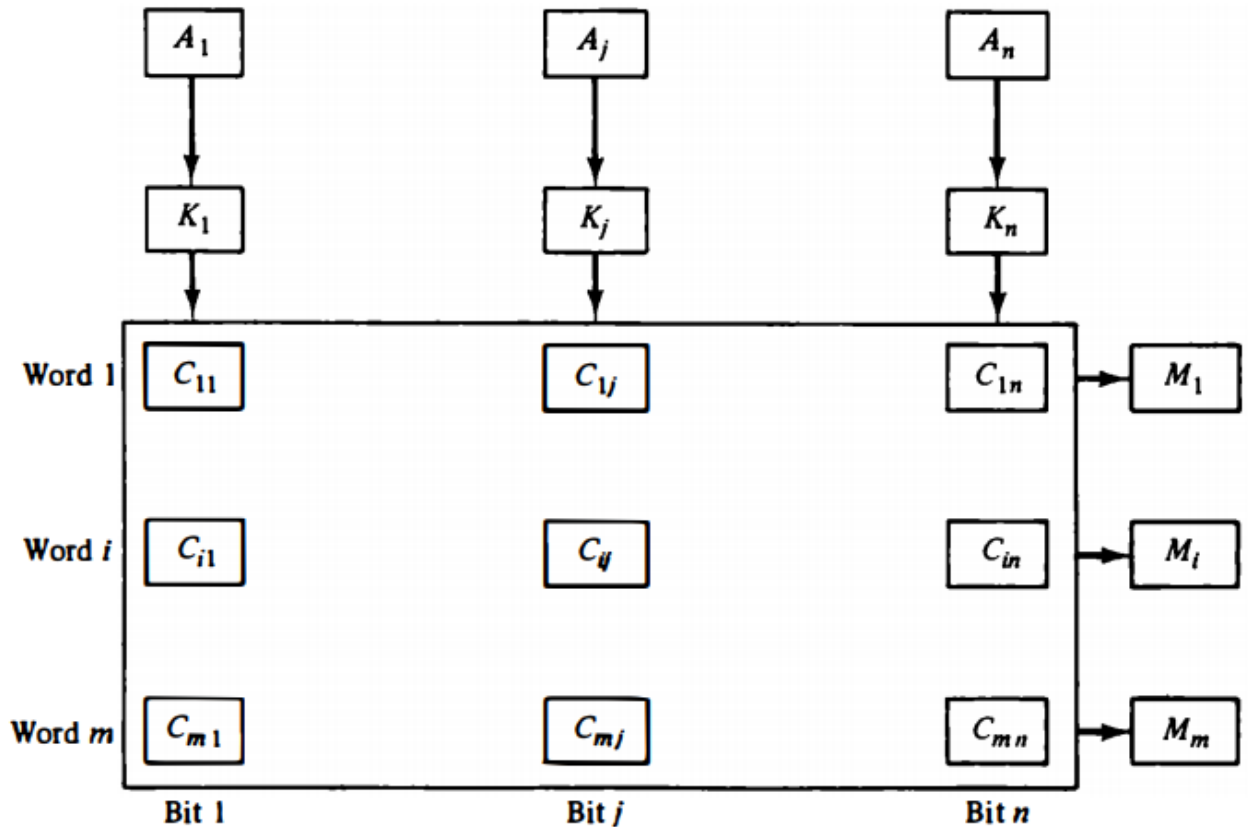 A1 Aj An
K1 Kj Kn
Word 1 C11 C1j C1n M1
Word i Ci1 Cij Cin Mi
Word m Cm1 Cmj Cmn Mm
Bit 1 Bit j Bit n